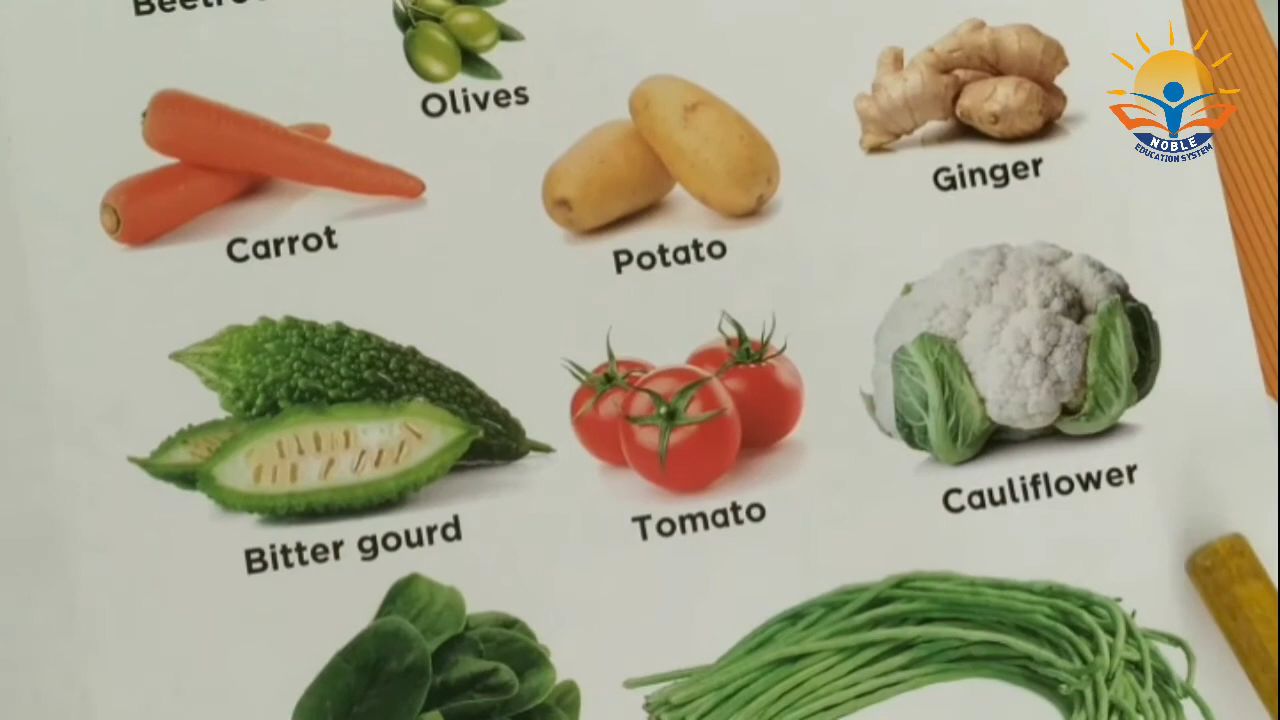 Olives
Carrot
Potato
Ginger
Bitter gourd
Tomato
Cauliflower
NOBLE
EDUCATION SYSTEM